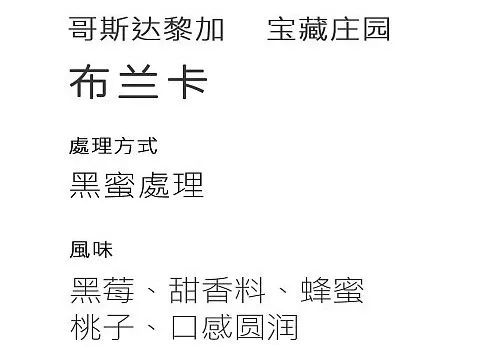 哥斯达黎加 宝藏庄园
布兰卡
處理方式
黑蜜處理
風味
黑莓、甜香料、蜂蜜
桃子、口感圆润